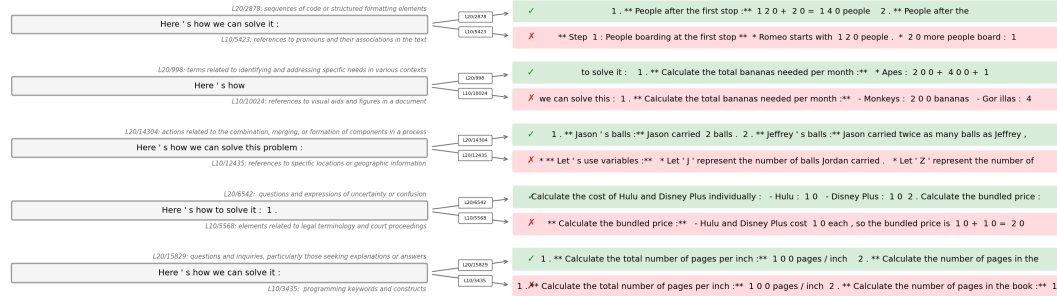 L20/2878: sequences of code or structured formatting elements
Here ' s how we can solve it :
L10/5423: references to pronouns and their associations in the text
L20/2878
L10/5423
✓ 1 . ** People after the first stop :** 1 2 0 + 2 0 = 1 4 0 people 2 . ** People after the
✗ ** Step 1 : People boarding at the first stop ** * Romeo starts with 1 2 0 people . * 2 0 more people board : 1
L20/998: terms related to identifying and addressing specific needs in various contexts
Here ' s how
L10/10024: references to visual aids and figures in a document
L20/998
L10/10024
✓ to solve it : 1 . ** Calculate the total bananas needed per month :** * Apes : 2 0 0 + 4 0 0 + 1
✗ we can solve this : 1 . ** Calculate the total bananas needed per month :** - Monkeys : 2 0 0 bananas - Gor illas : 4
L20/14304: actions related to the combination, merging, or formation of components in a process
Here ' s how we can solve this problem :
L10/12435: references to specific locations or geographic information
L20/14304
L10/12435
✓ 1 . ** Jason ' s balls :** Jason carried 2 balls . 2 . ** Jeffrey ' s balls :** Jason carried twice as many balls as Jeffrey ,
✗ * ** Let ' s use variables :** * Let ' J ' represent the number of balls Jordan carried . * Let ' Z ' represent the number of
L20/6542: questions and expressions of uncertainty or confusion
Here ' s how to solve it : 1 .
L10/5568: elements related to legal terminology and court proceedings
L20/6542
L10/5568
Calculate the cost of Hulu and Disney Plus individually : - Hulu : 1 0 - Disney Plus : 1 0 2 . Calculate the bundled price :
✗ ** Calculate the bundled price :** - Hulu and Disney Plus cost 1 0 each , so the bundled price is 1 0 + 1 0 = 2 0
L20/15829: questions and inquiries, particularly those seeking explanations or answers
Here ' s how we can solve it :
L10/3435: programming keywords and constructs
L20/15829
L10/3435
✓ 1 . ** Calculate the total number of pages per inch :** 1 0 0 pages / inch 2 . ** Calculate the number of pages in the
1 . ** Calculate the total number of pages per inch :** 1 0 0 pages / inch 2 . ** Calculate the number of pages in the book :** 1